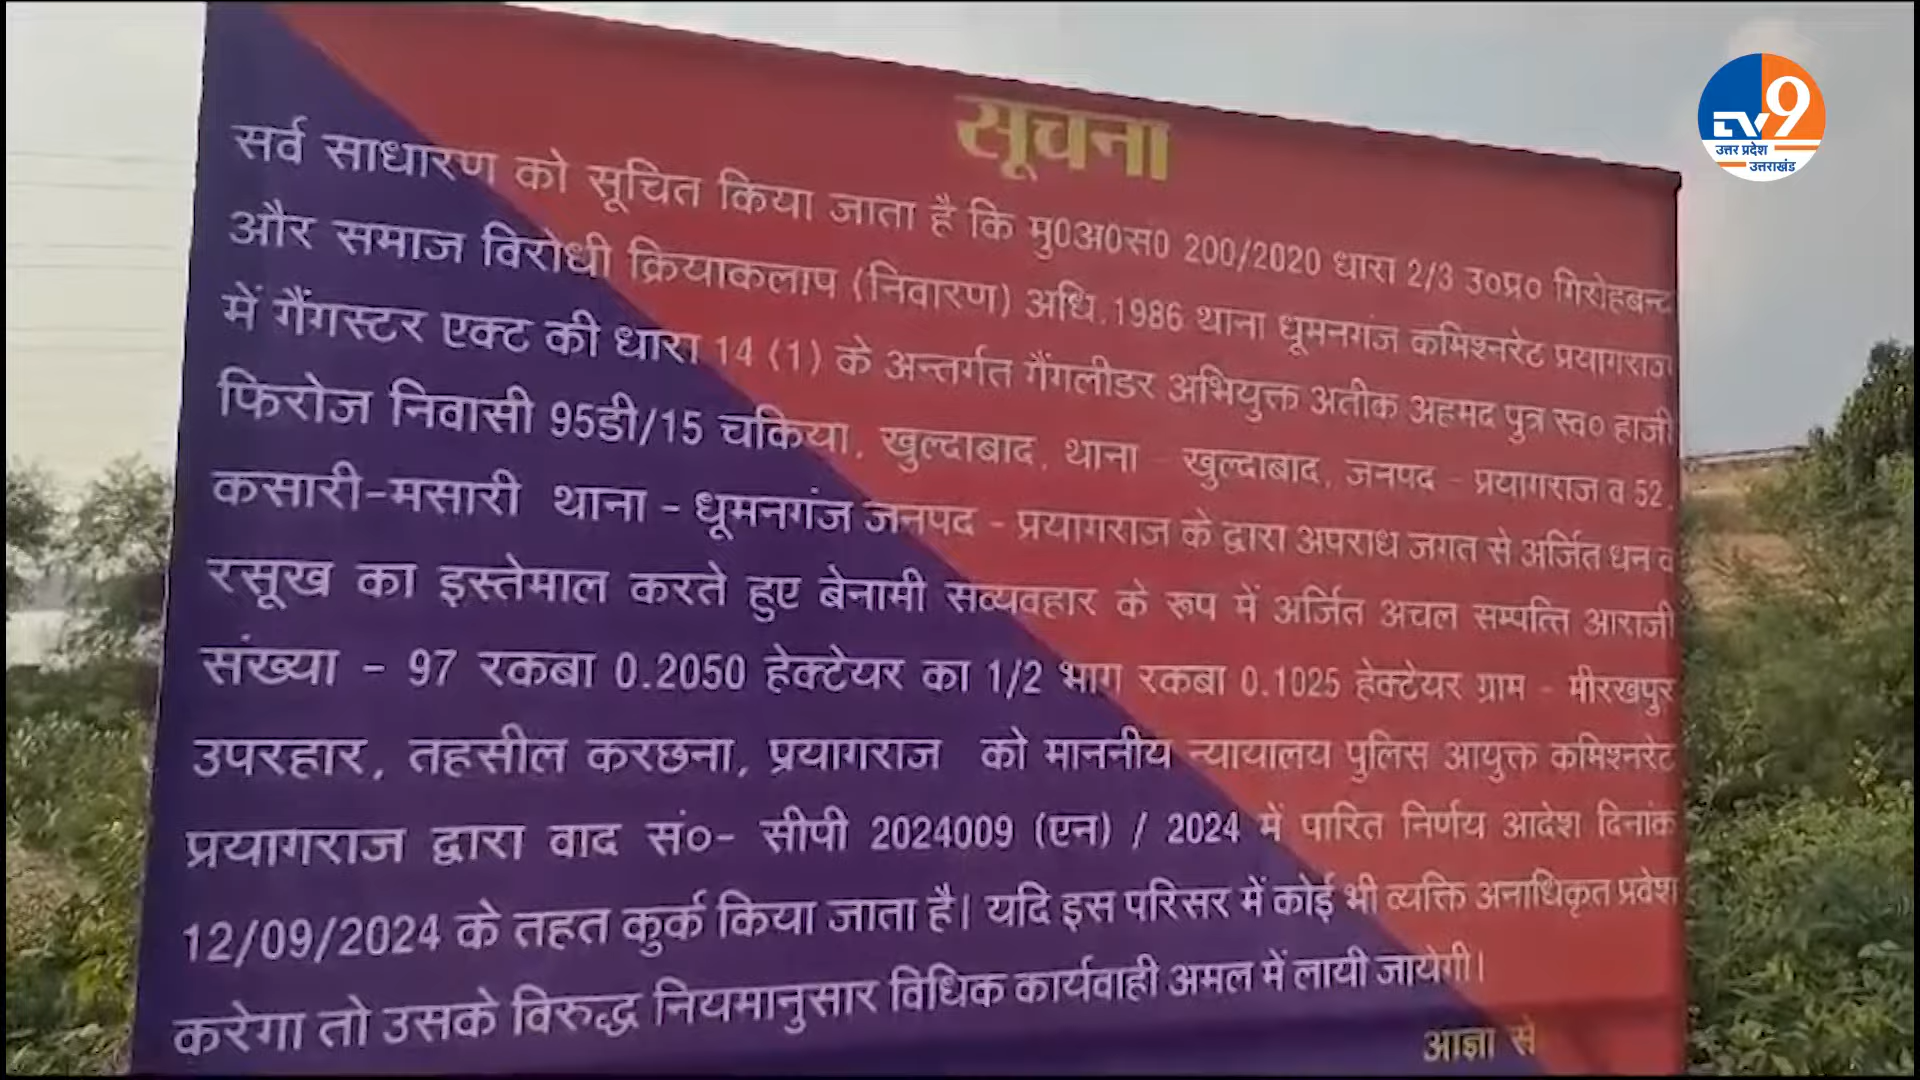 TV9
उत्तर प्रदेश
उत्तराखंड
सूचना
सर्व साधारण को सूचित किया जाता है कि मु0अ0स0 200/2020 धारा 2/3 उ०प्र० गिरोहबन्द
और समाज विरोधी क्रियाकलाप (निवारण) अधि.1986 थाना धूमनगंज कमिश्नरेट प्रयागराज
में गैंगस्टर एक्ट की धारा 14 (1) के अन्तर्गत गैंगलीडर अभियुक्त अतीक अहमद पुत्र स्व० हाजी
फिरोज निवासी 95डी/15 चकिया, खुल्दाबाद, थाना - खुल्दाबाद, जनपद - प्रयागराज व 52,
कसारी-मसारी थाना - धूमनगंज जनपद - प्रयागराज के द्वारा अपराध जगत से अर्जित धन व
रसूख का इस्तेमाल करते हुए बेनामी सव्यवहार के रूप में अर्जित अचल सम्पत्ति आराजी
संख्या - 97 रकबा 0.2050 हेक्टेयर का 1/2 भाग रकबा 0.1025 हेक्टेयर ग्राम - मीरखपुर
उपरहार, तहसील करछना, प्रयागराज को माननीय न्यायालय पुलिस आयुक्त कमिश्नरेट
प्रयागराज द्वारा वाद सं०- सीपी 2024009 (एन) / 2024 में पारित निर्णय आदेश दिनांक
12/09/2024 के तहत कुर्क किया जाता है। यदि इस परिसर में कोई भी व्यक्ति अनाधिकृत प्रवेश
करेगा तो उसके विरुद्ध नियमानुसार विधिक कार्यवाही अमल में लायी जायेगी।
आज्ञा से